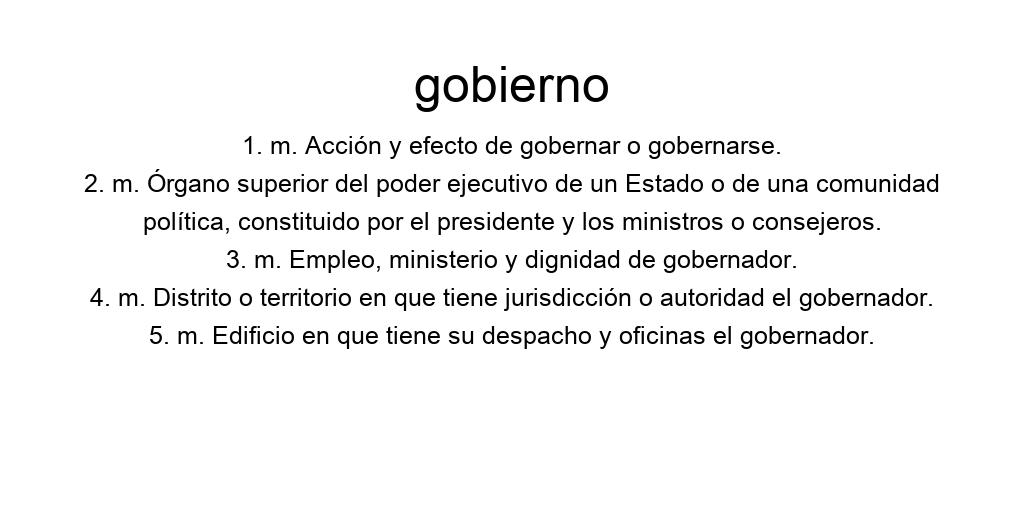 gobierno
1. m. Acción y efecto de gobernar o gobernarse.
2. m. Órgano superior del poder ejecutivo de un Estado o de una comunidad
política, constituido por el presidente y los ministros o consejeros.
3. m. Empleo, ministerio y dignidad de gobernador.
4. m. Distrito o territorio en que tiene jurisdicción o autoridad el gobernador.
5. m. Edificio en que tiene su despacho y oficinas el gobernador.